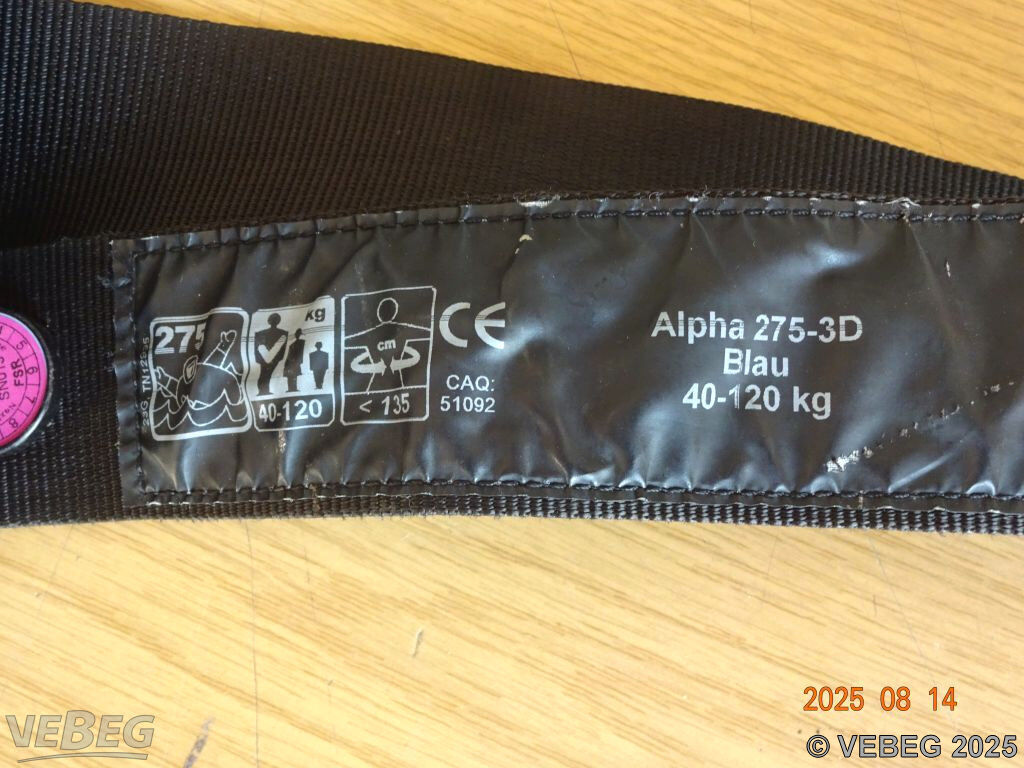 275
kg
40-120
cm
< 135
CE
CAQ:
51092
Alpha 275-3D
Blau
40-120 kg
FSR
2025 08 14
VEBEG
© VEBEG 2025